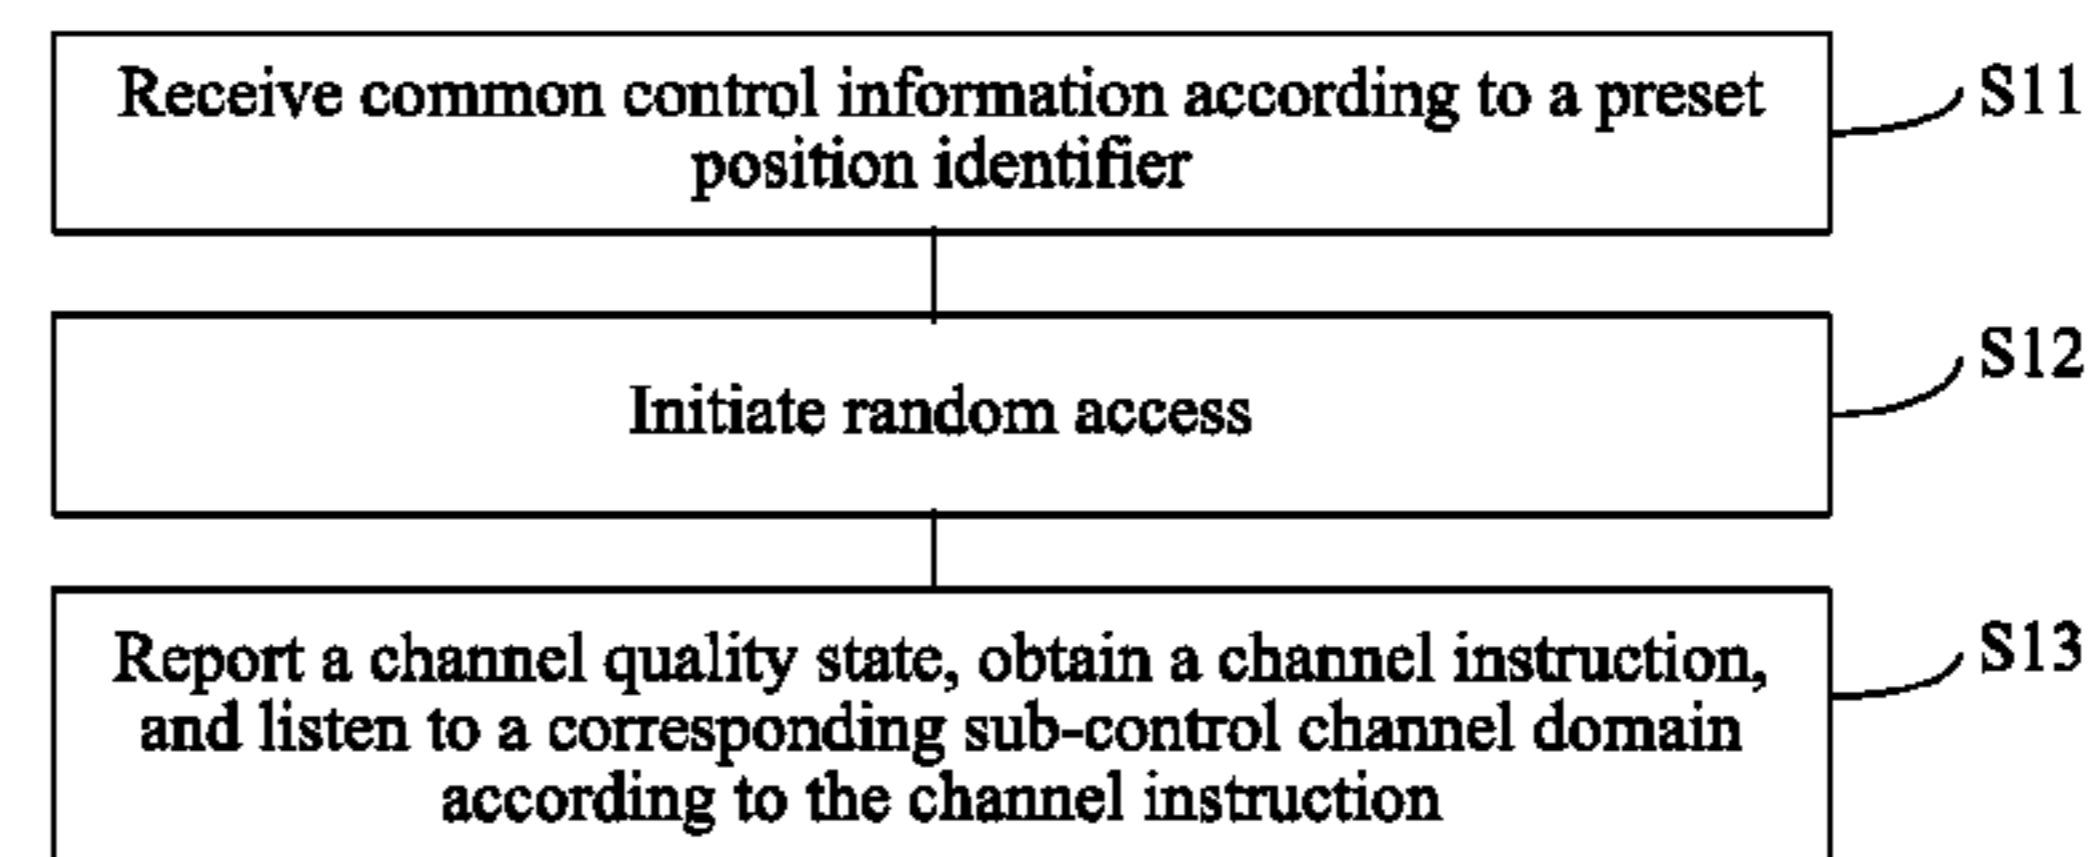 Receive common control information according to a preset
position identifier
S11
Initiate random access
S12
Report a channel quality state, obtain a channel instruction,
and listen to a corresponding sub-control channel domain
according to the channel instruction
S13